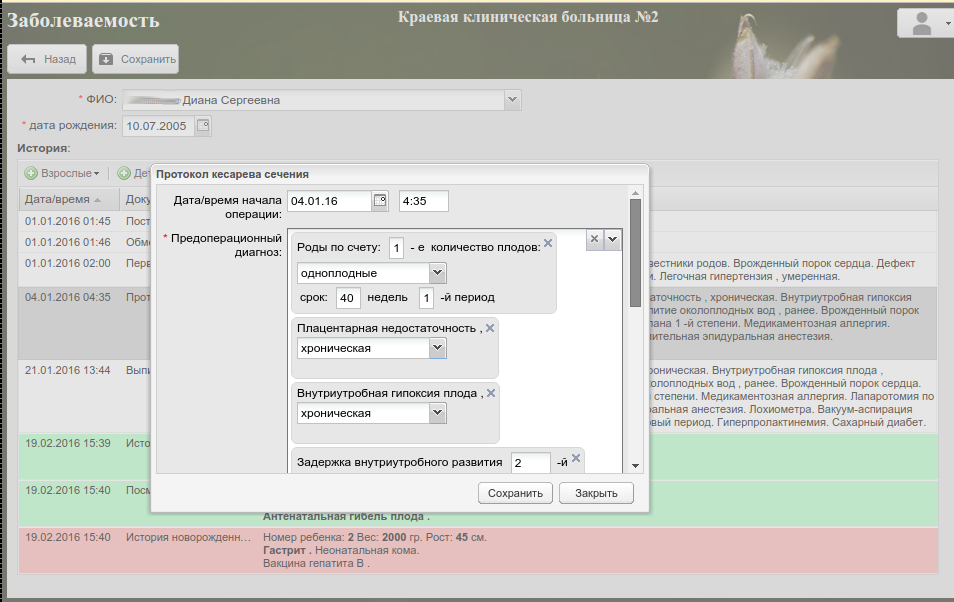 Заболеваемость
Краевая клиническая больница №2
Назад
Сохранить
* ФИО: Диана Сергеевна
* дата рождения: 10.07.2005
История:
Взрослые
Дет
Дата/время
Доку
01.01.2016 01:45 Пост
01.01.2016 01:46 Обм
01.01.2016 02:00 Перв
вестники родов. Врожденный порок сердца. Дефект
и. Легочная гипертензия , умеренная.
04.01.2016 04:35 Прот
аточность , хроническая. Внутриутробная гипоксия
литие околоплодных вод , ранее. Врожденный порок
лана 1 -й степени. Медикаментозная аллергия.
лительная эпидуральная анестезия.
21.01.2016 13:44 Выпи
роническая. Внутриутробная гипоксия плода ,
колоплодных вод , ранее. Врожденный порок сердца.
й степени. Медикаментозная аллергия. Лапаротомия по
ральная анестезия. Лохиометра. Вакуум-аспирация
овый период. Гиперпролактинемия. Сахарный диабет.
19.02.2016 15:39 Исто
19.02.2016 15:40 Посм
Антенатальная гибель плода .
19.02.2016 15:40 История новорожденн...
Номер ребенка: 2 Вес: 2000 гр. Рост: 45 см.
Гастрит . Неонатальная кома.
Вакцина гепатита В .
Протокол кесарева сечения
Дата/время начала
операции:
04.01.16
4:35
* Предоперационный
диагноз:
Роды по счету: 1 - е количество плодов:
одноплодные
срок: 40 недель 1 -й период
Плацентарная недостаточность ,
хроническая
Внутриутробная гипоксия плода ,
хроническая
Задержка внутриутробного развития 2 -й
Сохранить
Закрыть